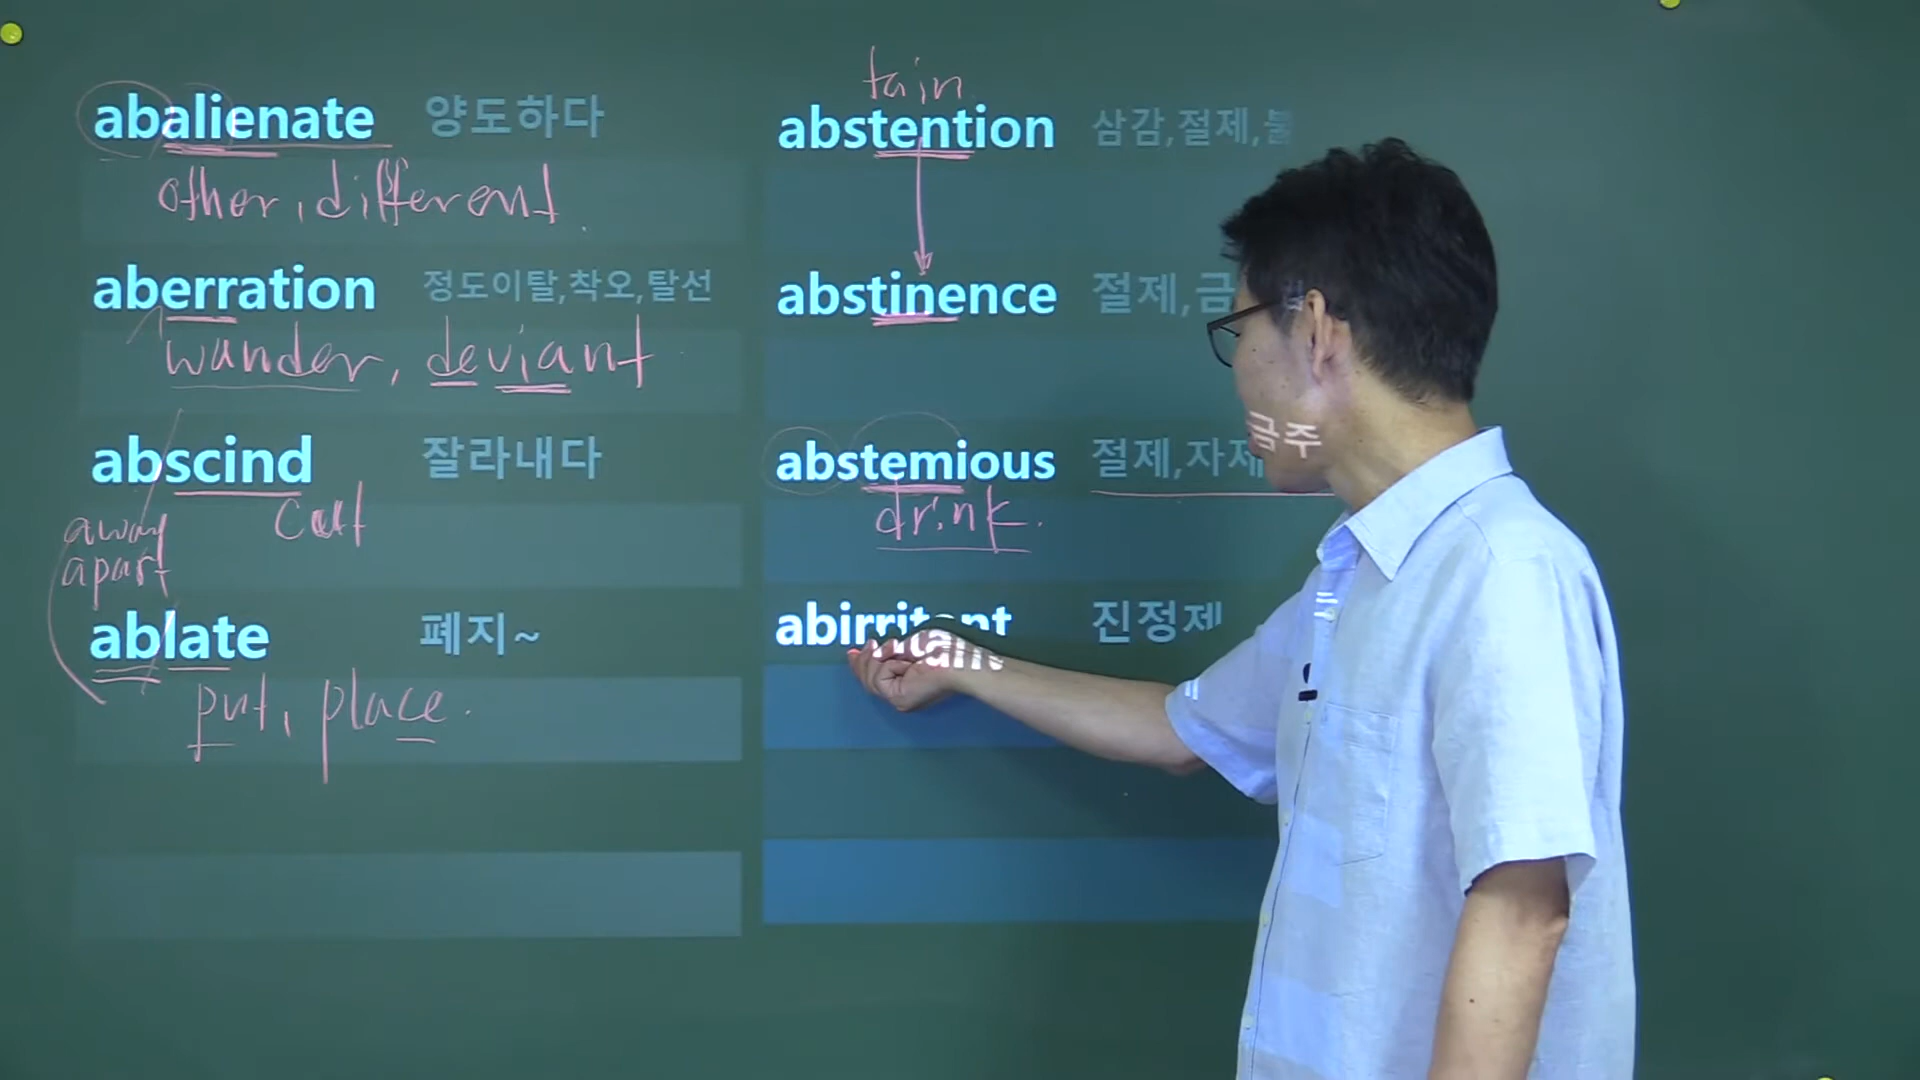 abalienate 양도하다
other, different.
aberration 정도이탈,착오,탈선
wander, deviant
abscind 잘라내다
away
apart
cut
ablate 폐지~
put, place.
tain
abstention 삼감,절제,불
abstinence 절제,금
abstemious 절제,자제 금주
drink.
abirritant 진정제